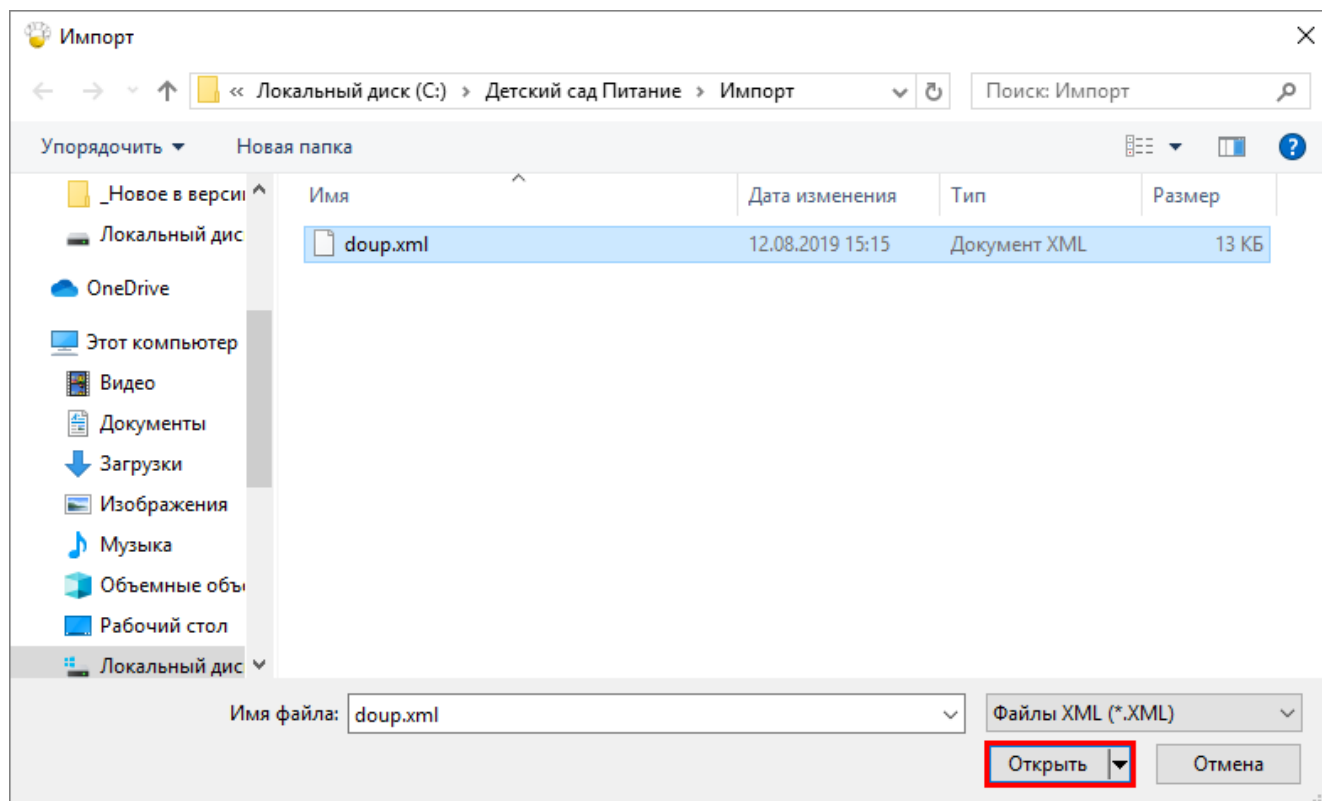 Импорт
« Локальный диск (C:) › Детский сад Питание › Импорт
Поиск: Импорт
Упорядочить
Новая папка
Имя
Дата изменения
Тип
Размер
doup.xml
12.08.2019 15:15
Документ XML
13 КБ
_Новое в версии
Локальный дис
OneDrive
Этот компьютер
Видео
Документы
Загрузки
Изображения
Музыка
Объемные объ
Рабочий стол
Локальный дис
Имя файла:
doup.xml
Файлы XML (*.XML)
Открыть
Отмена